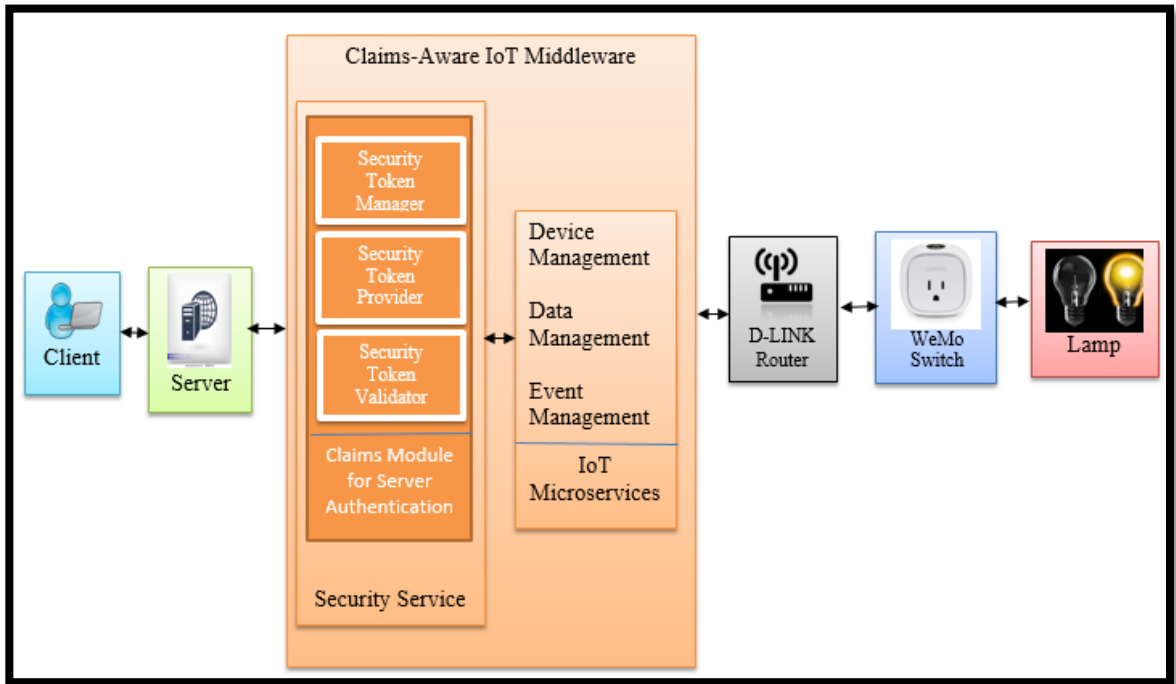 Claims-Aware IoT Middleware
Security
Token
Manager
Security
Token
Provider
Security
Token
Validator
Claims Module
for Server
Authentication
Security Service
Device
Management
Data
Management
Event
Management
IoT
Microservices
Client
Server
D-LINK
Router
WeMo
Switch
Lamp